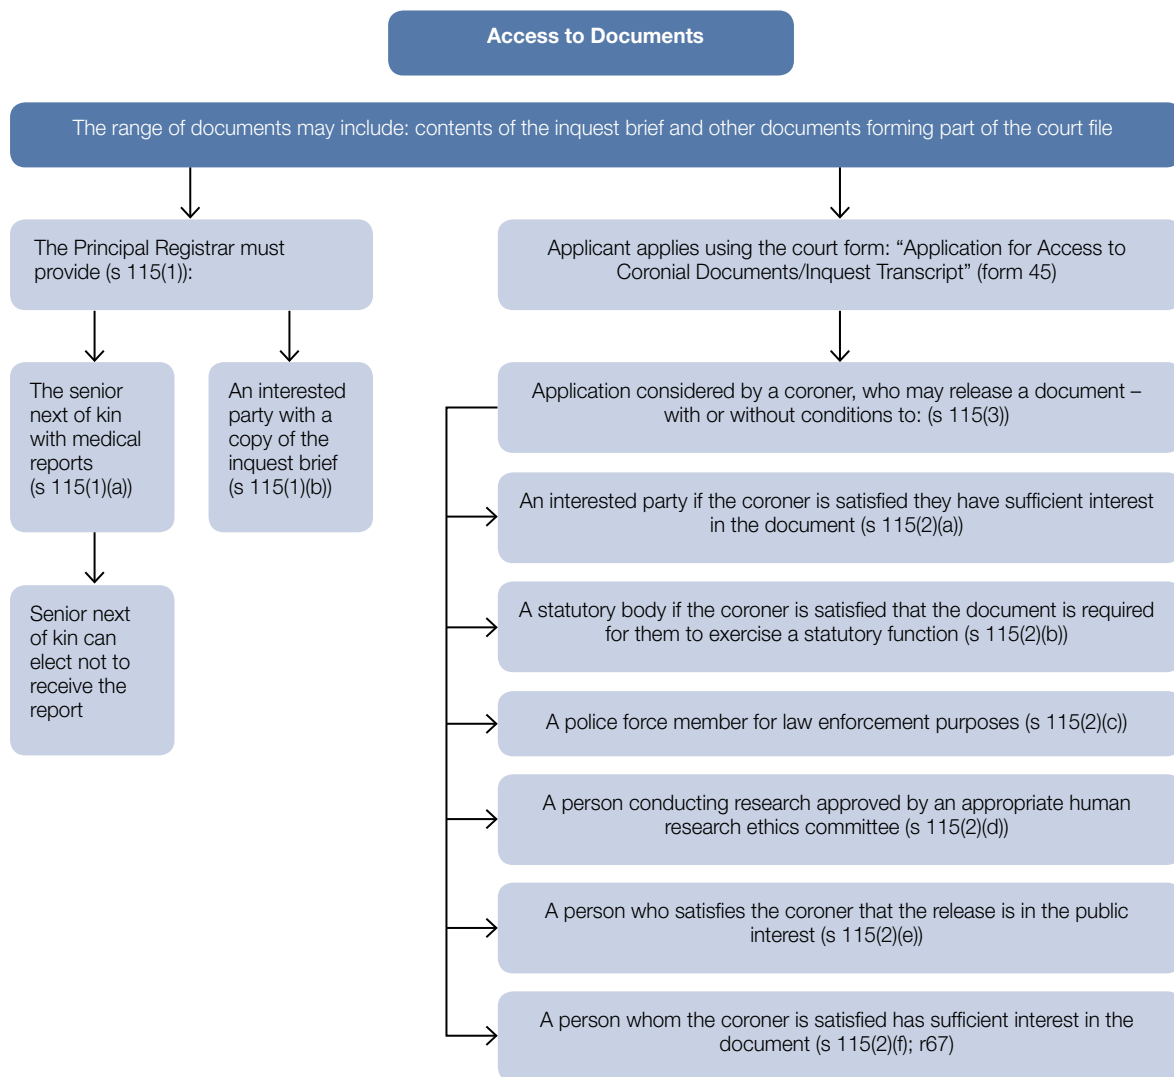 Access to Documents
The range of documents may include: contents of the inquest brief and other documents forming part of the court file
The Principal Registrar must
provide (s 115(1)):
The senior
next of kin
with medical
reports
(s 115(1)(a))
An interested
party with a
copy of the
inquest brief
(s 115(1)(b))
Senior next
of kin can
elect not to
receive the
report
Applicant applies using the court form: “Application for Access to
Coronial Documents/Inquest Transcript” (form 45)
Application considered by a coroner, who may release a document –
with or without conditions to: (s 115(3))
An interested party if the coroner is satisfied they have sufficient interest
in the document (s 115(2)(a))
A statutory body if the coroner is satisfied that the document is required
for them to exercise a statutory function (s 115(2)(b))
A police force member for law enforcement purposes (s 115(2)(c))
A person conducting research approved by an appropriate human
research ethics committee (s 115(2)(d))
A person who satisfies the coroner that the release is in the public
interest (s 115(2)(e))
A person whom the coroner is satisfied has sufficient interest in the
document (s 115(2)(f); r67)